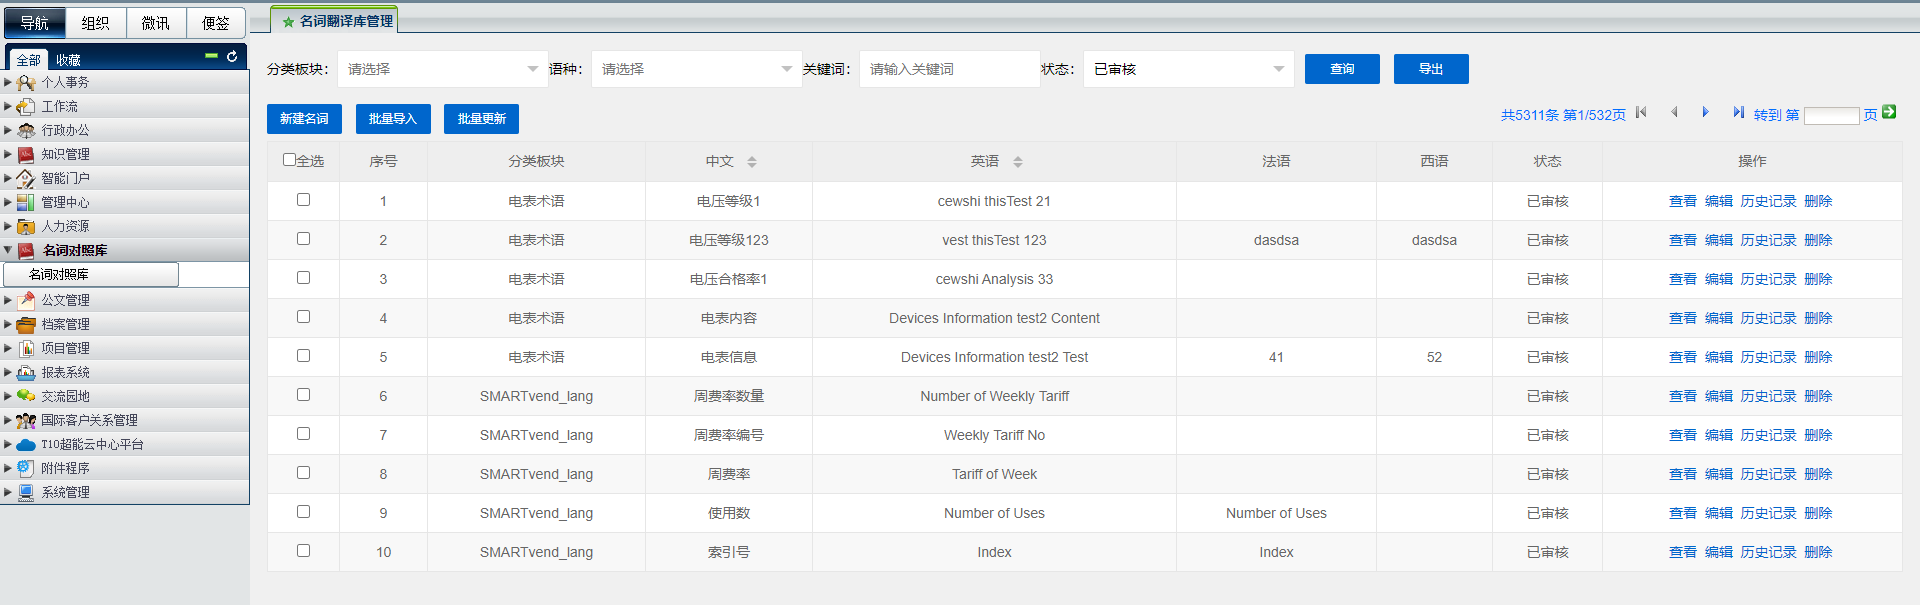 导航 组织 微讯 便签
全部 收藏
个人事务
工作流
行政办公
知识管理
智能门户
管理中心
人力资源
名词对照库
名词对照库
公文管理
档案管理
项目管理
报表系统
交流园地
国际客户关系管理
T10超能云中心平台
附件程序
系统管理
名词翻译库管理
分类板块： 请选择 语种： 请选择 关键词： 请输入关键词 状态： 已审核 查询 导出
新建名词 批量导入 批量更新 共5311条 第1/532页 转到 第 页
全选 序号 分类板块 中文 英语 法语 西语 状态 操作
1 电表术语 电压等级1 cewshi thisTest 21 已审核 查看 编辑 历史记录 删除
2 电表术语 电压等级123 vest thisTest 123 dasdsa dasdsa 已审核 查看 编辑 历史记录 删除
3 电表术语 电压合格率1 cewshi Analysis 33 已审核 查看 编辑 历史记录 删除
4 电表术语 电表内容 Devices Information test2 Content 已审核 查看 编辑 历史记录 删除
5 电表术语 电表信息 Devices Information test2 Test 41 52 已审核 查看 编辑 历史记录 删除
6 SMARTvend_lang 周费率数量 Number of Weekly Tariff 已审核 查看 编辑 历史记录 删除
7 SMARTvend_lang 周费率编号 Weekly Tariff No 已审核 查看 编辑 历史记录 删除
8 SMARTvend_lang 周费率 Tariff of Week 已审核 查看 编辑 历史记录 删除
9 SMARTvend_lang 使用数 Number of Uses Number of Uses 已审核 查看 编辑 历史记录 删除
10 SMARTvend_lang 索引号 Index Index 已审核 查看 编辑 历史记录 删除